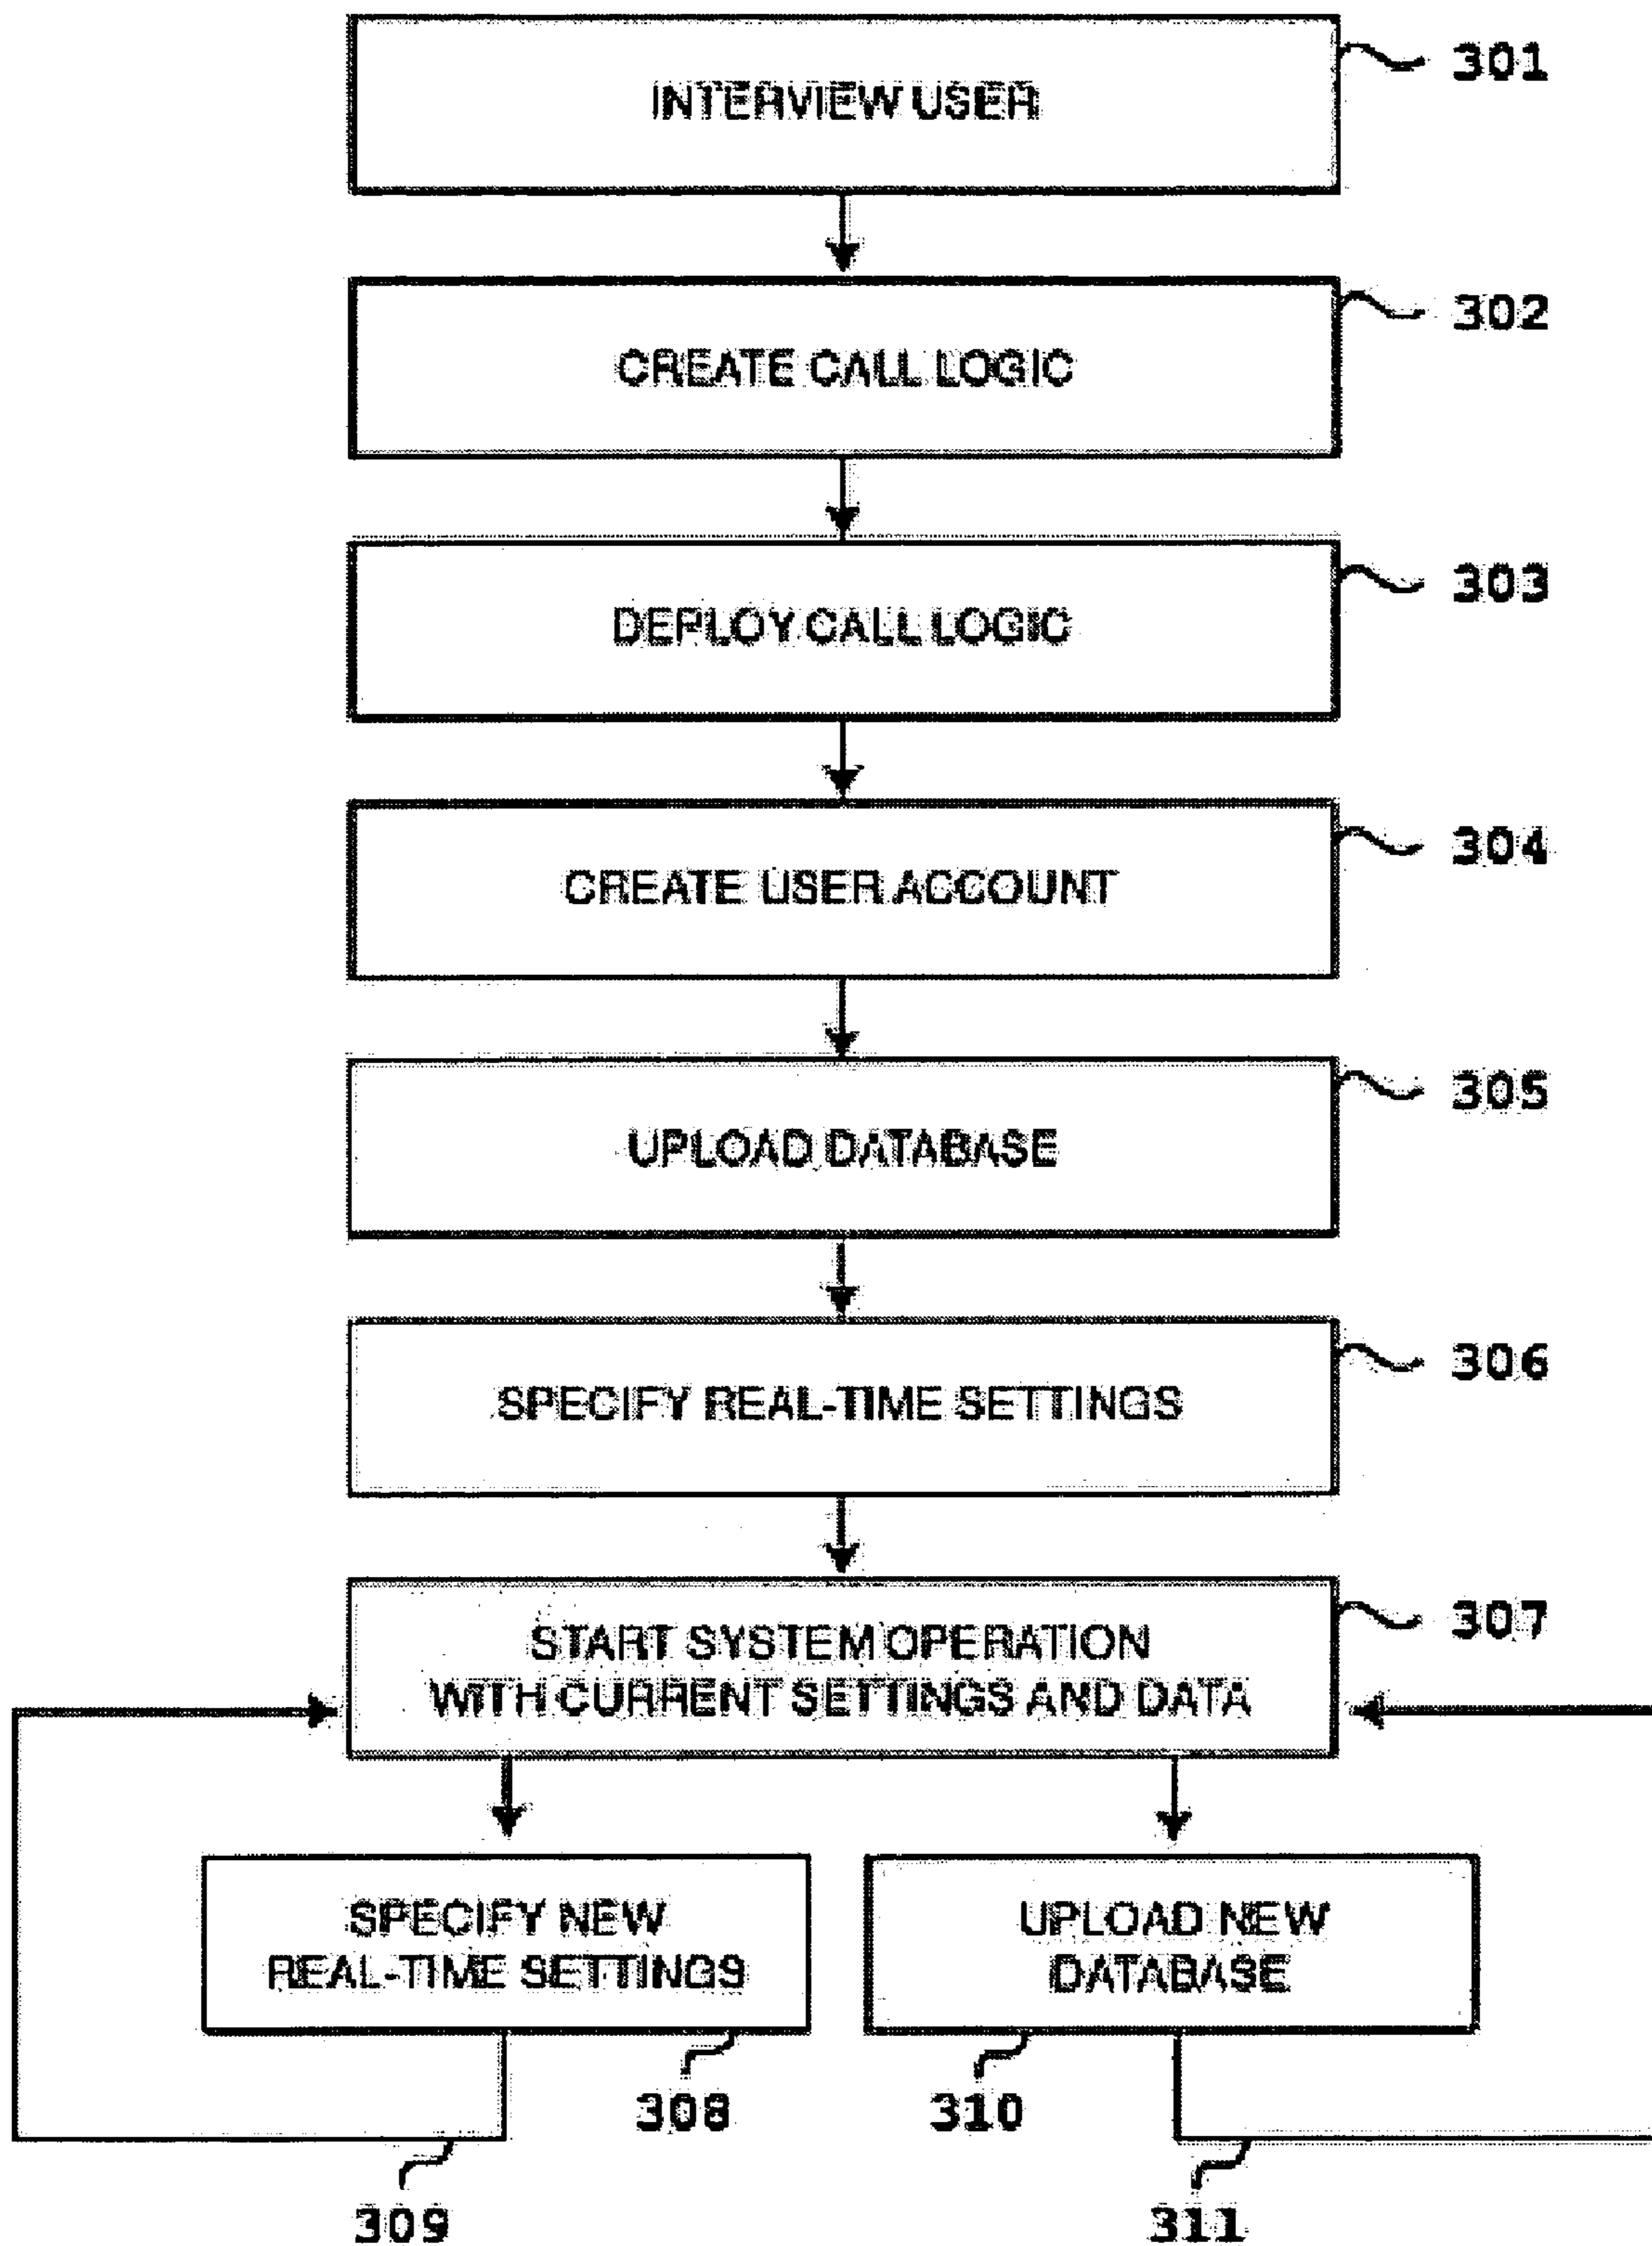 INTERVIEW USER
301
CREATE CALL LOGIC
302
DEPLOY CALL LOGIC
303
CREATE USER ACCOUNT
304
UPLOAD DATABASE
305
SPECIFY REAL-TIME SETTINGS
306
START SYSTEM OPERATION
WITH CURRENT SETTINGS AND DATA
307
SPECIFY NEW
REAL-TIME SETTINGS
308
UPLOAD NEW
DATABASE
310
309
311